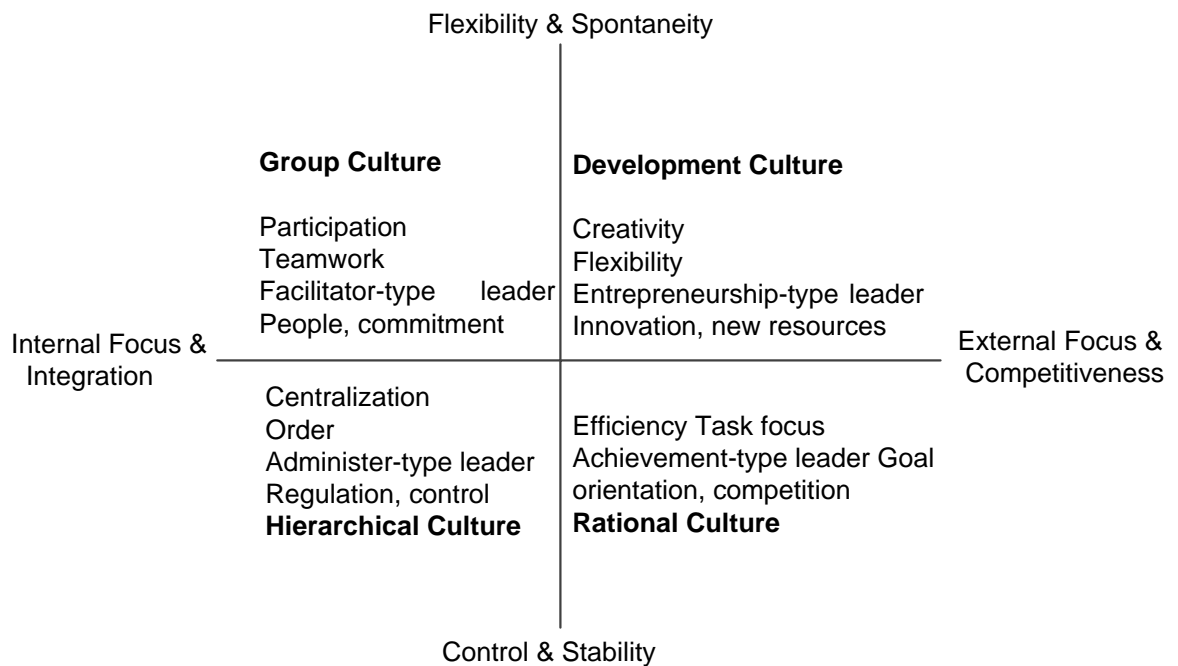 Flexibility & Spontaneity
Group Culture
Participation
Teamwork
Facilitator-type leader
People, commitment
Development Culture
Creativity
Flexibility
Entrepreneurship-type leader
Innovation, new resources
Internal Focus &
Integration
External Focus &
Competitiveness
Centralization
Order
Administer-type leader
Regulation, control
Hierarchical Culture
Efficiency Task focus
Achievement-type leader Goal
orientation, competition
Rational Culture
Control & Stability